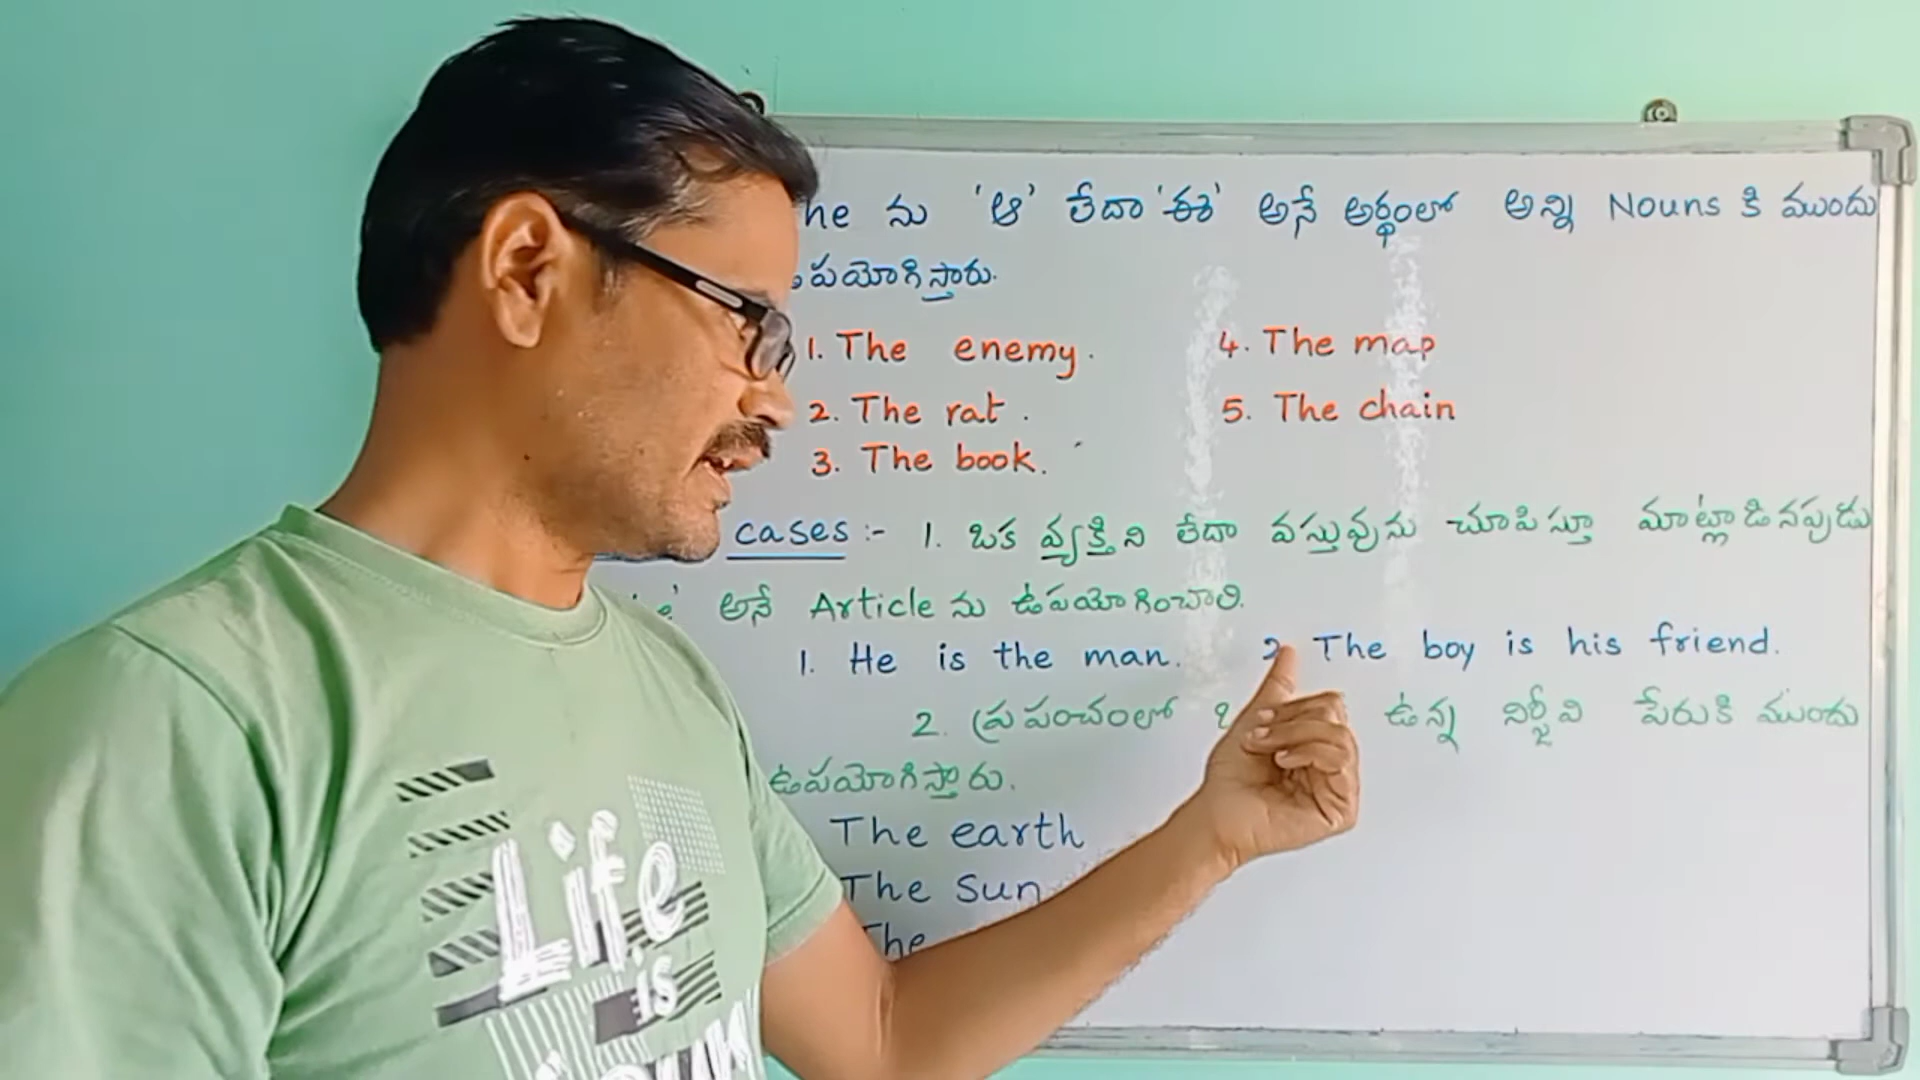 he ను 'ఆ' లేదా 'ఈ' అనే అర్థంలో అన్ని Nouns కి ముందు
ఉపయోగిస్తారు.
1. The enemy. 4. The map
2. The rat. 5. The chain
3. The book.
cases :- 1. ఒక వ్యక్తిని లేదా వస్తువును చూపిస్తూ మాట్లాడినప్పుడు
అనే Article ను ఉపయోగించాలి.
1. He is the man. 2 The boy is his friend.
2. ప్రపంచంలో ఉన్న నిర్జీవి పేరుకి ముందు
ఉపయోగిస్తారు.
The earth
The Sun
The
Life
is